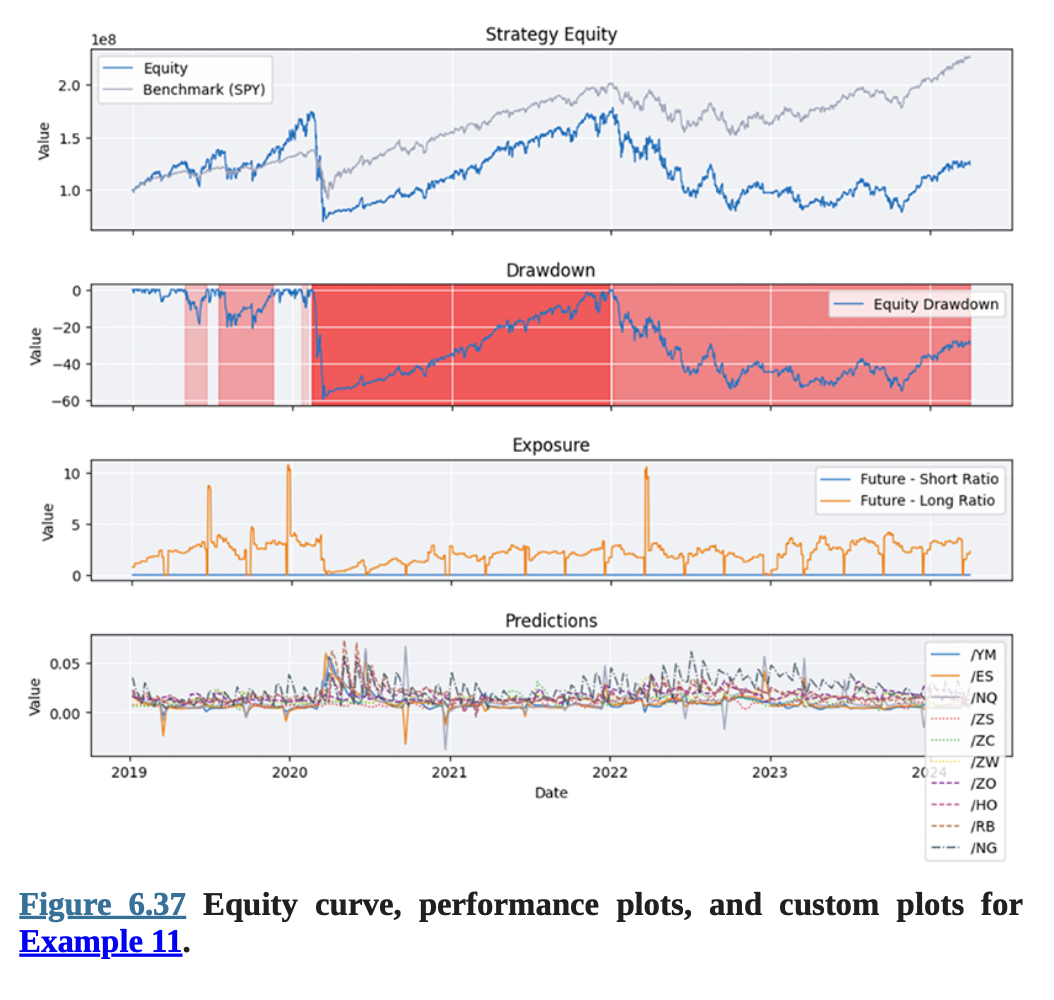 Strategy Equity
1e8
Equity
Benchmark (SPY)
2.0
1.5
1.0
Value
Drawdown
Equity Drawdown
0
−20
−40
−60
Value
Exposure
Future - Short Ratio
Future - Long Ratio
10
5
0
Value
Predictions
0.05
0.00
Value
/YM
/ES
/NQ
/ZS
/ZC
/ZW
/ZO
/HO
/RB
/NG
2019 2020 2021 2022 2023 2024
Date
Figure 6.37 Equity curve, performance plots, and custom plots for
Example 11.